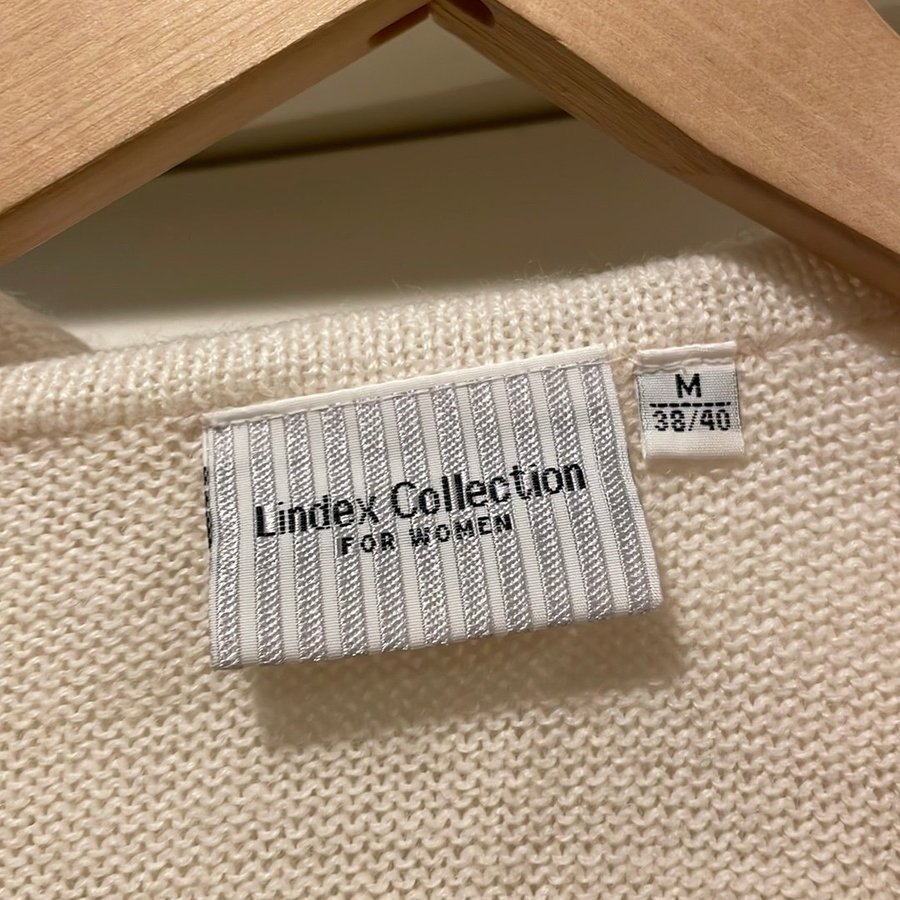 Lindex Collection
FOR WOMEN
M
38/40